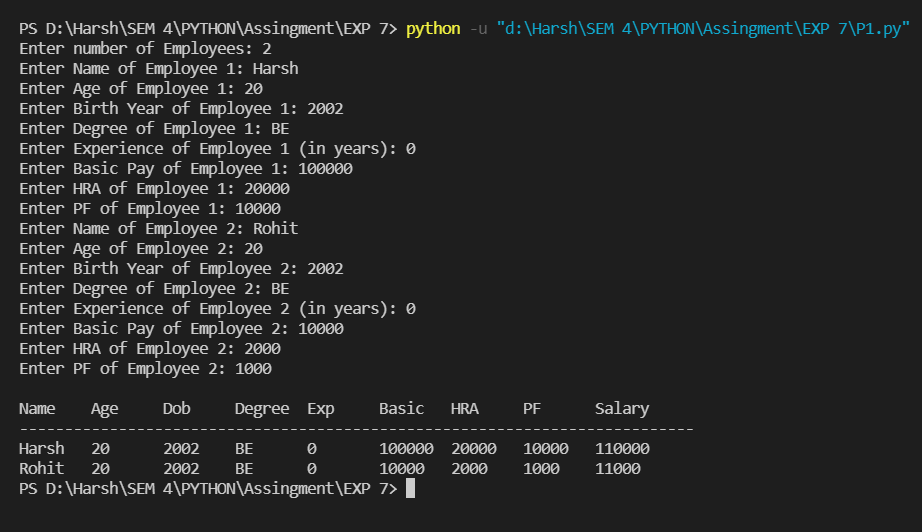 PS D:\Harsh\SEM 4\PYTHON\Assingment\EXP 7> python -u "d:\Harsh\SEM 4\PYTHON\Assingment\EXP 7\P1.py"
Enter number of Employees: 2
Enter Name of Employee 1: Harsh
Enter Age of Employee 1: 20
Enter Birth Year of Employee 1: 2002
Enter Degree of Employee 1: BE
Enter Experience of Employee 1 (in years): 0
Enter Basic Pay of Employee 1: 100000
Enter HRA of Employee 1: 20000
Enter PF of Employee 1: 10000
Enter Name of Employee 2: Rohit
Enter Age of Employee 2: 20
Enter Birth Year of Employee 2: 2002
Enter Degree of Employee 2: BE
Enter Experience of Employee 2 (in years): 0
Enter Basic Pay of Employee 2: 10000
Enter HRA of Employee 2: 2000
Enter PF of Employee 2: 1000

Name    Age     Dob     Degree  Exp     Basic   HRA     PF      Salary
---------------------------------------------------------------------------
Harsh   20      2002    BE      0       100000  20000   10000   110000
Rohit   20      2002    BE      0       10000   2000    1000    11000
PS D:\Harsh\SEM 4\PYTHON\Assingment\EXP 7>